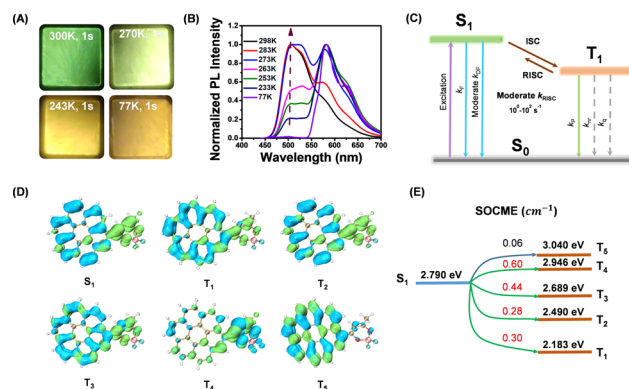 (A)
300K, 1s
270K, 1s
243K, 1s
77K, 1s
(B)
Normalized PL Intensity
1.0
0.8
0.6
0.4
0.2
0.0
298K
283K
273K
263K
253K
233K
77K
400 450 500 550 600 650 700
Wavelength (nm)
(C)
S1
ISC
RISC
T1
Moderate kRISC
Excitation
kF
Moderate kDF
kP
knr
kq
S0
(D)
S1
T1
T2
T3
T4
T5
(E)
SOCME (cm⁻¹)
S1
2.790 eV
0.06
3.040 eV
T5
0.60
2.946 eV
T4
0.44
2.689 eV
T3
0.28
2.490 eV
T2
0.30
2.183 eV
T1